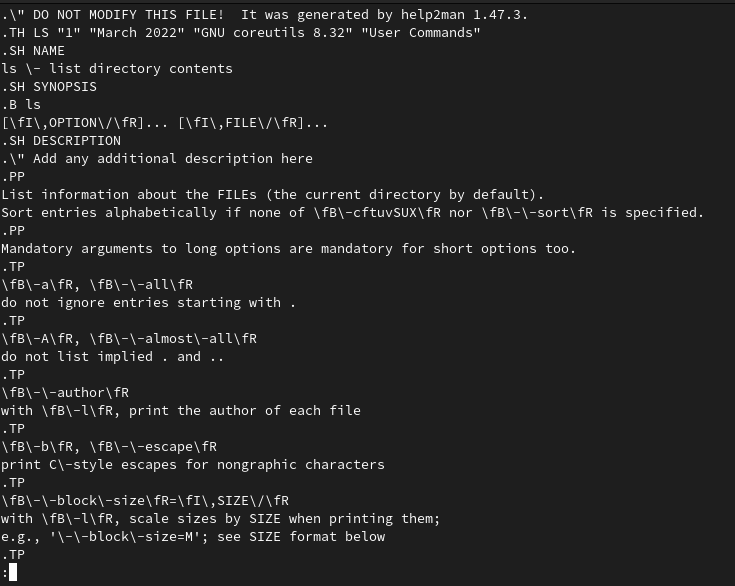 .\" DO NOT MODIFY THIS FILE!  It was generated by help2man 1.47.3.
.TH LS "1" "March 2022" "GNU coreutils 8.32" "User Commands"
.SH NAME
ls \- list directory contents
.SH SYNOPSIS
.B ls
[\fI\,OPTION\/\fR]... [\fI\,FILE\/\fR]...
.SH DESCRIPTION
.\" Add any additional description here
.PP
List information about the FILEs (the current directory by default).
Sort entries alphabetically if none of \fB\-cftuvSUX\fR nor \fB\-\-sort\fR is specified.
.PP
Mandatory arguments to long options are mandatory for short options too.
.TP
\fB\-a\fR, \fB\-\-all\fR
do not ignore entries starting with .
.TP
\fB\-A\fR, \fB\-\-almost\-all\fR
do not list implied . and ..
.TP
\fB\-\-author\fR
with \fB\-l\fR, print the author of each file
.TP
\fB\-b\fR, \fB\-\-escape\fR
print C\-style escapes for nongraphic characters
.TP
\fB\-\-block\-size\fR=\fI\,SIZE\/\fR
with \fB\-l\fR, scale sizes by SIZE when printing them;
e.g., '\-\-block\-size=M'; see SIZE format below
.TP
: